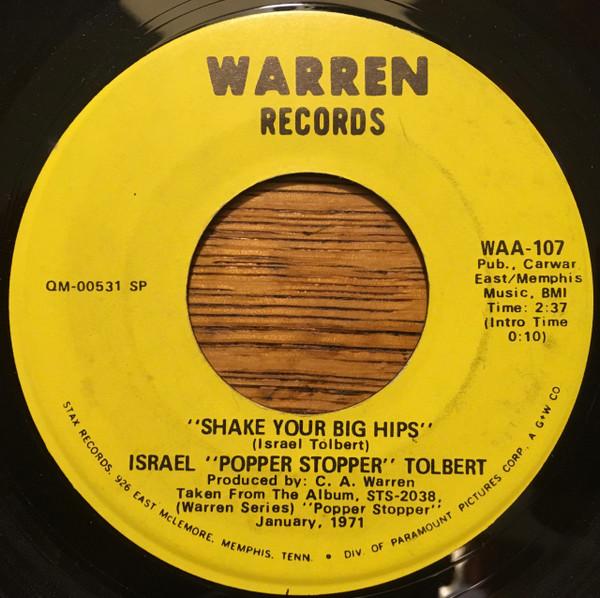 WARREN
RECORDS
QM-00531 SP
WAA-107
Pub., Carwar
East/Memphis
Music, BMI
Time: 2:37
(Intro Time
0:10)
"SHAKE YOUR BIG HIPS"
(Israel Tolbert)
ISRAEL "POPPER STOPPER" TOLBERT
Produced by: C. A. Warren
Taken From The Album, STS-2038,
(Warren Series) "Popper Stopper"
January, 1971
STAX RECORDS, 926 EAST McLEMORE, MEMPHIS, TENN. • DIV. OF PARAMOUNT PICTURES CORP., A G+W CO